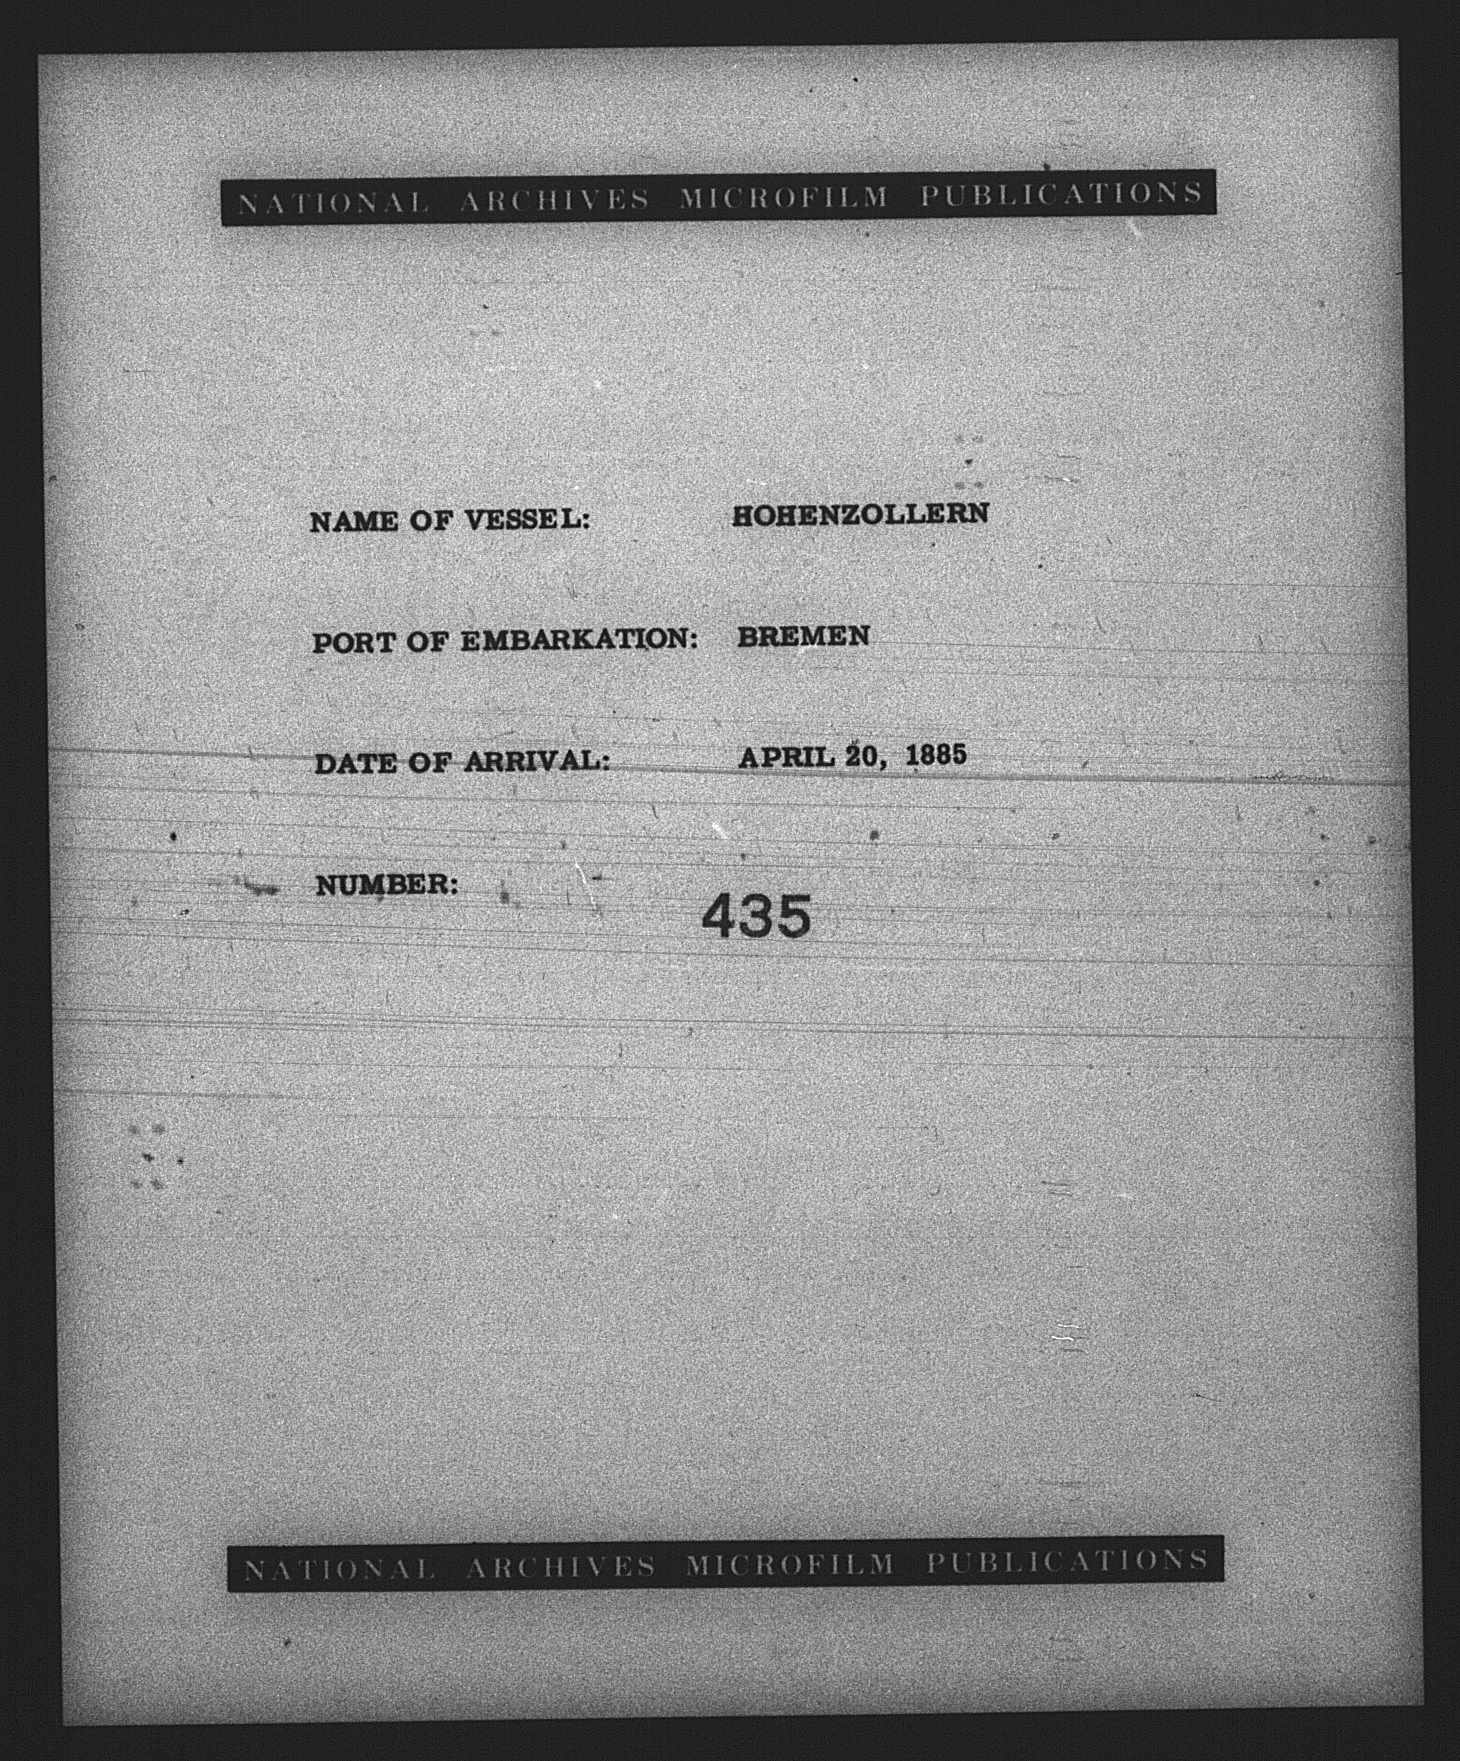 NATIONAL ARCHIVES MICROFILM PUBLICATIONS
NAME OF VESSEL: HOHENZOLLERN
PORT OF EMBARKATION: BREMEN
DATE OF ARRIVAL: APRIL 20, 1885
NUMBER: 435
NATIONAL ARCHIVES MICROFILM PUBLICATIONS